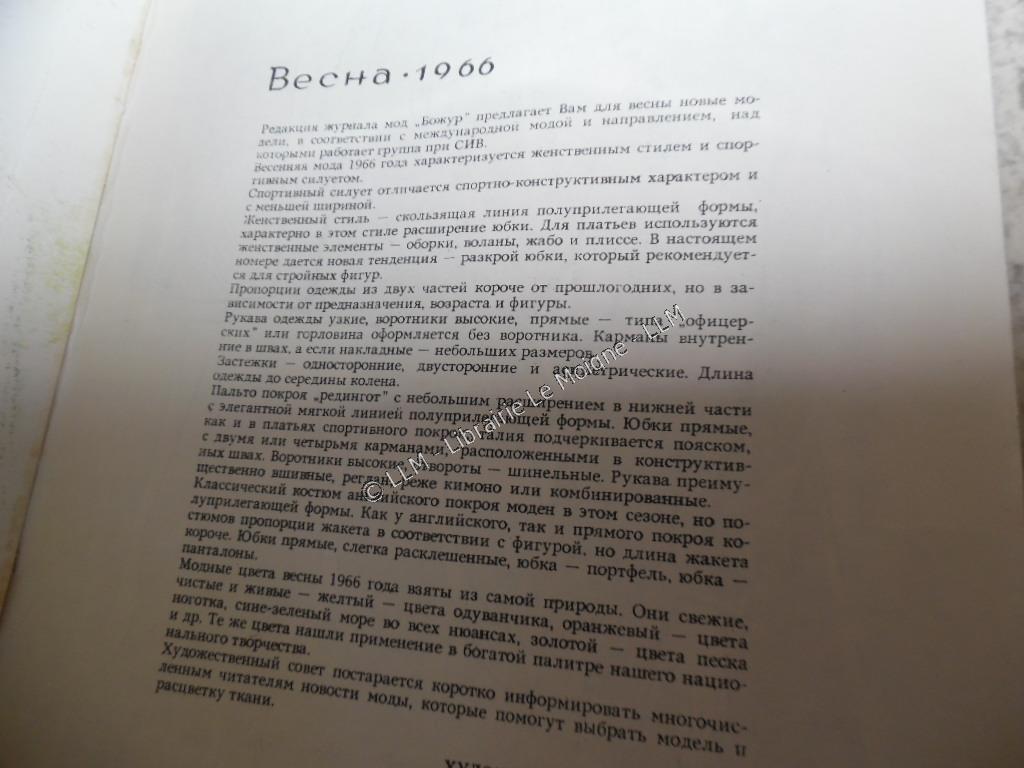 Весна · 1966
Редакция журнала мод „Божур" предлагает Вам для весны новые мо-
дели, в соответствии с международной модой и направлением, над
которыми работает группа при СИВ.
Весенняя мода 1966 года характеризуется женственным стилем и спор-
тивным силуетом.
Спортивный силует отличается спортно-конструктивным характером и
с меньшей шириной.
Женственный стиль — скользящая линия полуприлегающей формы,
характерно в этом стиле расширение юбки. Для платьев используются
женственные элементы — оборки, воланы, жабо и плиссе. В настоящем
номере дается новая тенденция — разкрой юбки, который рекомендует-
ся для стройных фигур.
Пропорции одежды из двух частей короче от прошлогодних, но в за-
висимости от предназначения, возраста и фигуры.
Рукава одежды узкие, воротники высокие, прямые — типа „офицер-
ских" или горловина оформляется без воротника. Карманы внутрен-
ние в швах, а если накладные — небольших размеров.
Застежки — односторонние, двусторонние и асиметрические. Длина
одежды до середины колена.
Пальто покроя „редингот" с небольшим расширением в нижней части
с элегантной мягкой линией полуприлегающей формы. Юбки прямые,
как и в платьях спортивного покроя, талия подчеркивается пояском,
с двумя или четырьмя карманами, расположенными в конструктив-
ных швах. Воротники высокие, отвороты — шинельные. Рукава преиму-
щественно вшивные, реглан, реже кимоно или комбинированные.
Классический костюм английского покроя моден в этом сезоне, но по-
луприлегающей формы. Как у английского, так и прямого покроя ко-
стюмов пропорции жакета в соответствии с фигурой, но длина жакета
короче. Юбки прямые, слегка расклешенные, юбка — портфель, юбка —
панталоны.
Модные цвета весны 1966 года взяты из самой природы. Они свежие,
чистые и живые — желтый — цвета одуванчика, оранжевый — цвета
ноготка, сине-зеленый море во всех нюансах, золотой — цвета песка
и др. Те же цвета нашли применение в богатой палитре нашего нацио-
нального творчества.
Художественный совет постарается коротко информировать многочис-
ленным читателям новости моды, которые помогут выбрать модель и
расцветку ткани.
© LLM - Librairie Le Moione - LLM